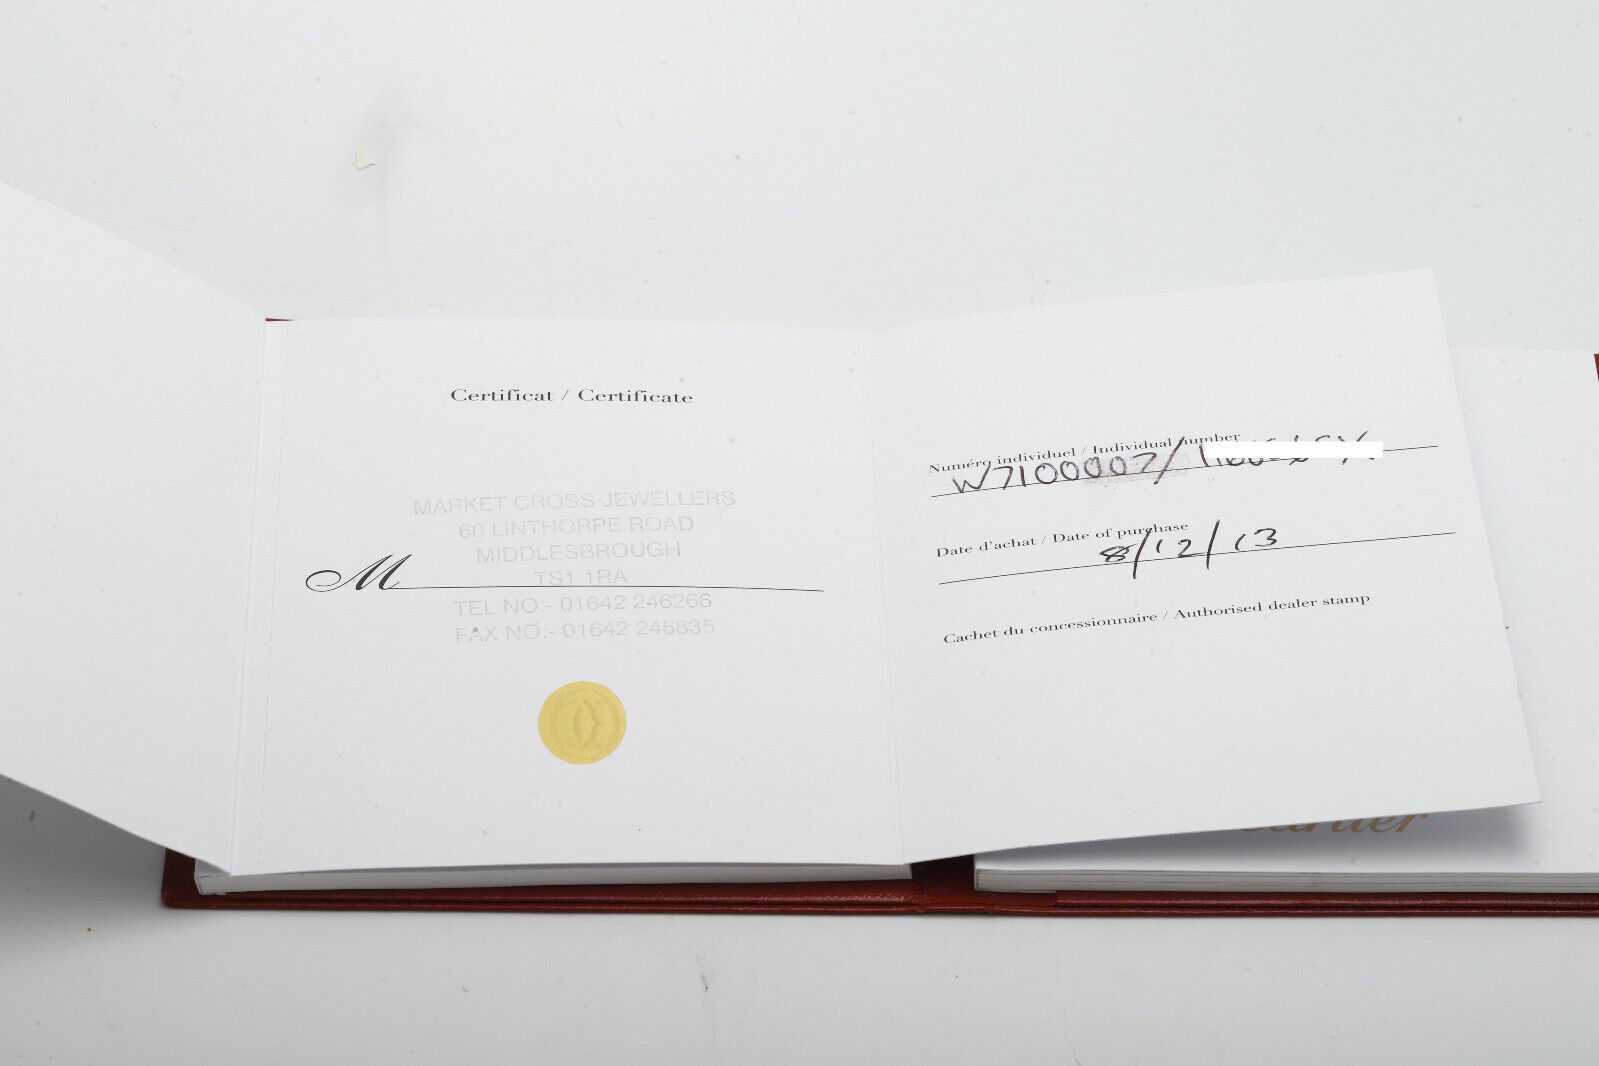 Certificat / Certificate
MARKET CROSS JEWELLERS
60 LINTHORPE ROAD
MIDDLESBROUGH
TS1 1RA
M
TEL NO:- 01642 246266
FAX NO:- 01642 246835
Numéro individuel / Individual number
W7100007/
Date d'achat / Date of purchase
8/12/13
Cachet du concessionnaire / Authorised dealer stamp
Cartier